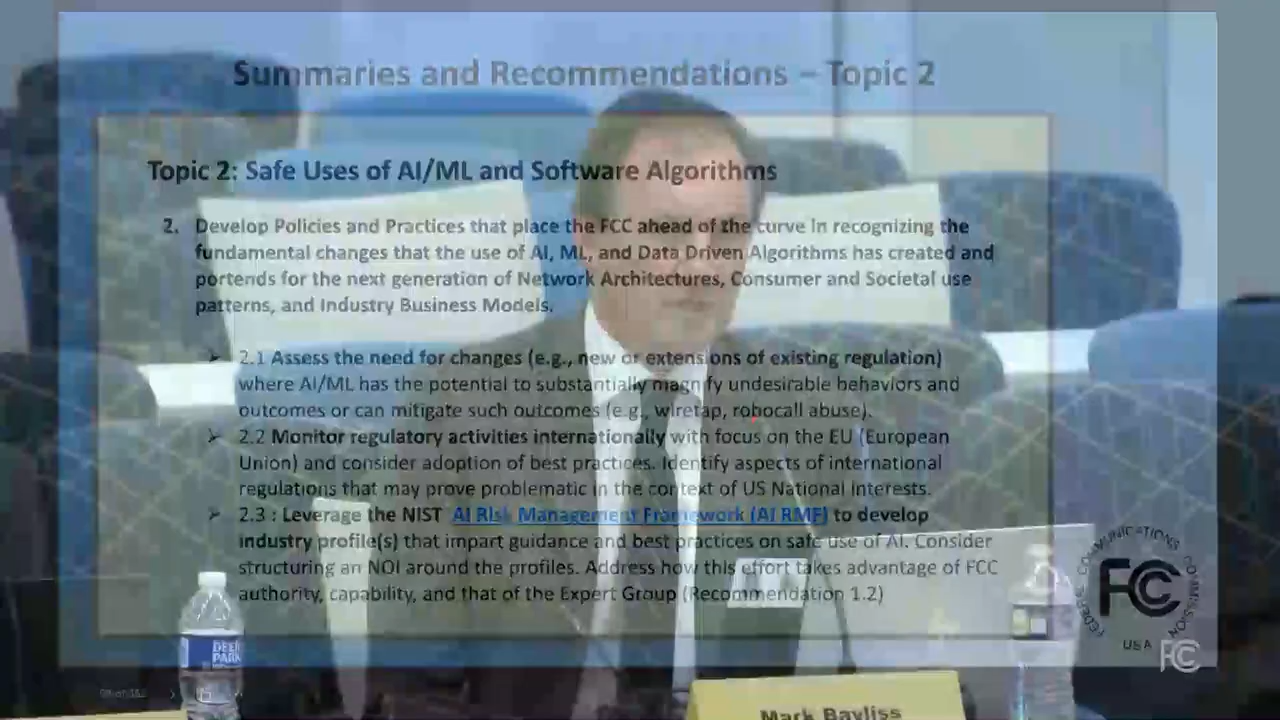 Summaries and Recommendations – Topic 2
Topic 2: Safe Uses of AI/ML and Software Algorithms
2. Develop Policies and Practices that place the FCC ahead of the curve in recognizing the
fundamental changes that the use of AI, ML, and Data Driven Algorithms has created and
portends for the next generation of Network Architectures, Consumer and Societal use
patterns, and Industry Business Models.
➢ 2.1 Assess the need for changes (e.g., new or extensions of existing regulation)
where AI/ML has the potential to substantially magnify undesirable behaviors and
outcomes or can mitigate such outcomes (e.g., wiretap, robocall abuse).
➢ 2.2 Monitor regulatory activities internationally with focus on the EU (European
Union) and consider adoption of best practices. Identify aspects of international
regulations that may prove problematic in the context of US National Interests.
➢ 2.3 : Leverage the NIST AI Risk Management Framework (AI RMF) to develop
industry profile(s) that impart guidance and best practices on safe use of AI. Consider
structuring an NOI around the profiles. Address how this effort takes advantage of FCC
authority, capability, and that of the Expert Group (Recommendation 1.2)
FEDERAL COMMUNICATIONS COMMISSION
FCC
USA
FCC
DEER
PARK
Mark Bayliss